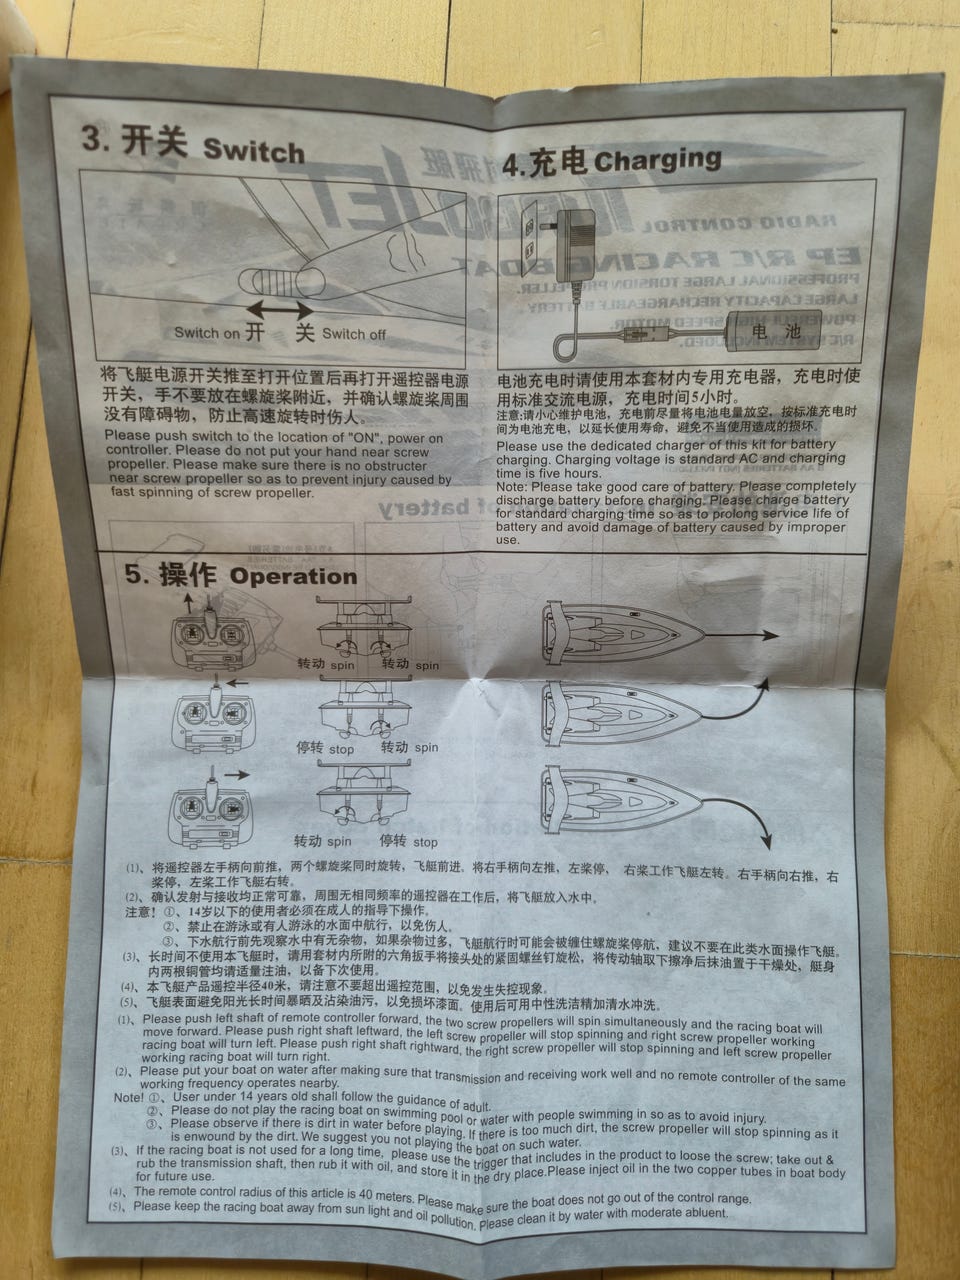 3. 开关 Switch
Switch on 开 关 Switch off
将飞艇电源开关推至打开位置后再打开遥控器电源
开关，手不要放在螺旋桨附近，并确认螺旋桨周围
没有障碍物，防止高速旋转时伤人。
Please push switch to the location of "ON", power on
controller. Please do not put your hand near screw
propeller. Please make sure there is no obstructer
near screw propeller so as to prevent injury caused by
fast spinning of screw propeller.
4.充电 Charging
电 池
电池充电时请使用本套材内专用充电器，充电时使
用标准交流电源，充电时间5小时。
注意:请小心维护电池，充电前尽量将电池电量放空，按标准充电时
间为电池充电，以延长使用寿命，避免不当使用造成的损坏.
Please use the dedicated charger of this kit for battery
charging. Charging voltage is standard AC and charging
time is five hours.
Note: Please take good care of battery. Please completely
discharge battery before charging. Please charge battery
for standard charging time so as to prolong service life of
battery and avoid damage of battery caused by improper
use.
5. 操作 Operation
转动 spin 转动 spin
停转 stop 转动 spin
转动 spin 停转 stop
(1)、将遥控器左手柄向前推，两个螺旋桨同时旋转，飞艇前进，将右手柄向左推，左桨停， 右桨工作飞艇左转。右手柄向右推，右
桨停，左桨工作飞艇右转。
(2)、确认发射与接收均正常可靠，周围无相同频率的遥控器在工作后，将飞艇放入水中。
注意！①、14岁以下的使用者必须在成人的指导下操作。
②、禁止在游泳或有人游泳的水面中航行，以免伤人。
③、下水航行前先观察水中有无杂物，如果杂物过多，飞艇航行时可能会被缠住螺旋桨停航，建议不要在此类水面操作飞艇。
(3)、长时间不使用本飞艇时，请用套材内所附的六角扳手将接头处的紧固螺丝钉旋松，将传动轴取下擦净后抹油置于干燥处，艇身
内两根铜管均请适量注油，以备下次使用。
(4)、本飞艇产品遥控半径40米，请注意不要超出遥控范围，以免发生失控现象。
(5)、飞艇表面避免阳光长时间暴晒及沾染油污，以免损坏漆面。使用后可用中性洗洁精加清水冲洗。
(1)、Please push left shaft of remote controller forward, the two screw propellers will spin simultaneously and the racing boat will
move forward. Please push right shaft leftward, the left screw propeller will stop spinning and right screw propeller working
racing boat will turn left. Please push right shaft rightward, the right screw propeller will stop spinning and left screw propeller
working racing boat will turn right.
(2)、Please put your boat on water after making sure that transmission and receiving work well and no remote controller of the same
working frequency operates nearby.
Note! ①、User under 14 years old shall follow the guidance of adult.
②、Please do not play the racing boat on swimming pool or water with people swimming in so as to avoid injury.
③、Please observe if there is dirt in water before playing. If there is too much dirt, the screw propeller will stop spinning as it
is enwound by the dirt. We suggest you not playing the boat on such water.
(3)、If the racing boat is not used for a long time, please use the trigger that includes in the product to loose the screw; take out &
rub the transmission shaft, then rub it with oil, and store it in the dry place.Please inject oil in the two copper tubes in boat body
for future use.
(4)、The remote control radius of this article is 40 meters. Please make sure the boat does not go out of the control range.
(5)、Please keep the racing boat away from sun light and oil pollution. Please clean it by water with moderate abluent.